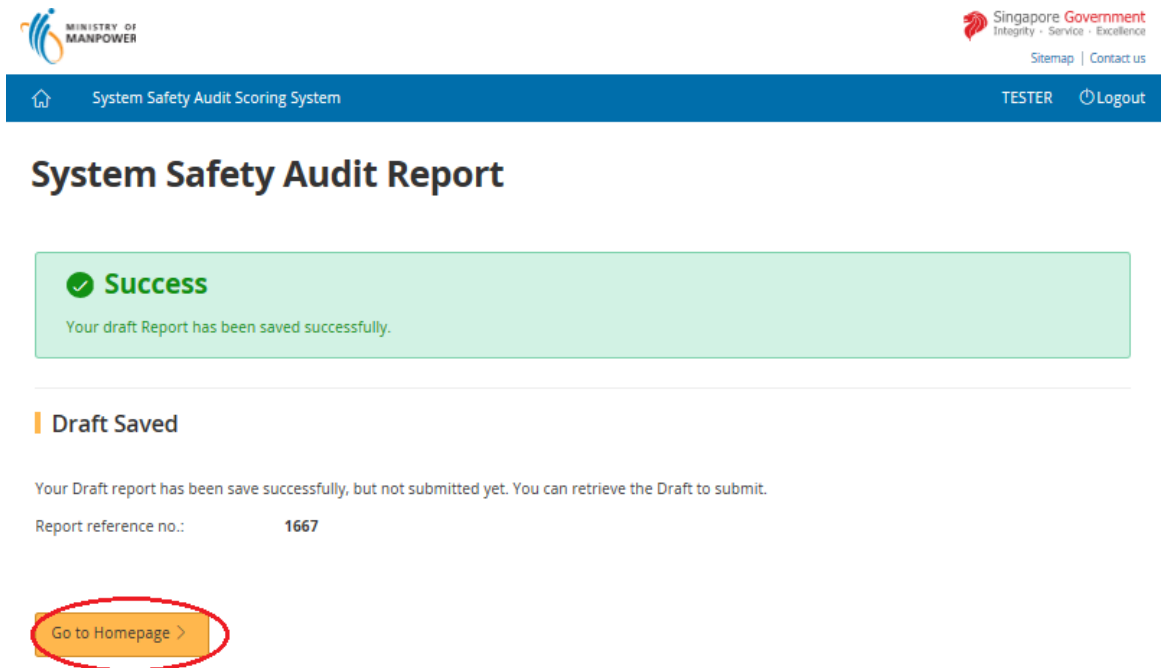 MINISTRY OF
MANPOWER
Singapore Government
Integrity · Service · Excellence
Sitemap | Contact us
System Safety Audit Scoring System
TESTER
Logout
System Safety Audit Report
Success
Your draft Report has been saved successfully.
Draft Saved
Your Draft report has been save successfully, but not submitted yet. You can retrieve the Draft to submit.
Report reference no.: 1667
Go to Homepage >